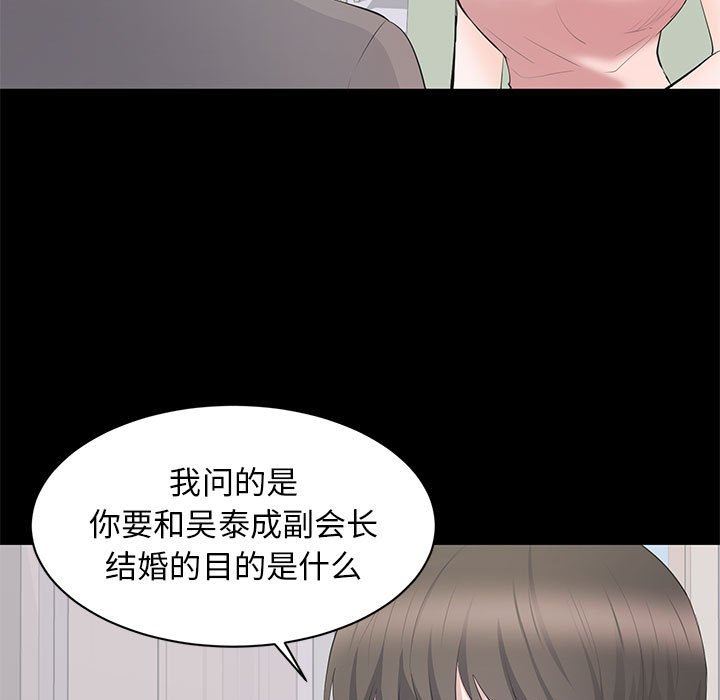 我问的是
你要和吴泰成副会长
结婚的目的是什么